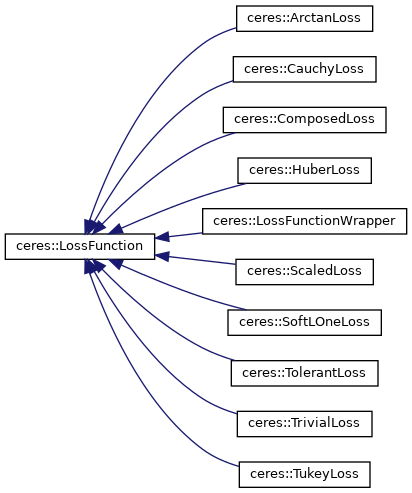 ceres::ArctanLoss
ceres::CauchyLoss
ceres::ComposedLoss
ceres::HuberLoss
ceres::LossFunctionWrapper
ceres::LossFunction
ceres::ScaledLoss
ceres::SoftLOneLoss
ceres::TolerantLoss
ceres::TrivialLoss
ceres::TukeyLoss